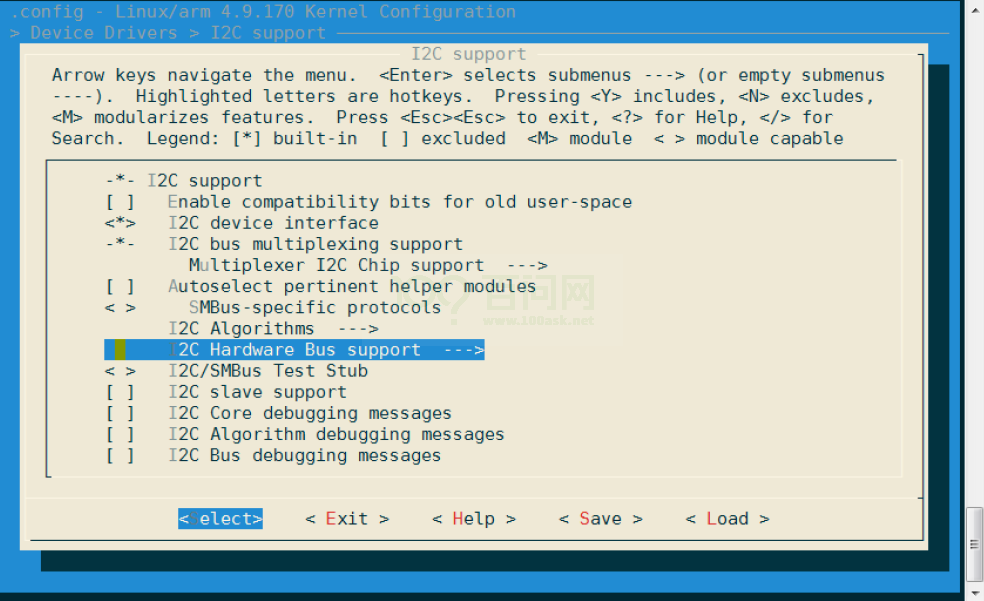 .config - Linux/arm 4.9.170 Kernel Configuration
> Device Drivers > I2C support
I2C support
Arrow keys navigate the menu.  <Enter> selects submenus ---> (or empty submenus
----).  Highlighted letters are hotkeys.  Pressing <Y> includes, <N> excludes,
<M> modularizes features.  Press <Esc><Esc> to exit, <?> for Help, </> for
Search.  Legend: [*] built-in  [ ] excluded  <M> module  < > module capable
-*- I2C support
[ ]   Enable compatibility bits for old user-space
<*>   I2C device interface
-*-   I2C bus multiplexing support
Multiplexer I2C Chip support  --->
[ ]   Autoselect pertinent helper modules
< >     SMBus-specific protocols
I2C Algorithms  --->
I2C Hardware Bus support  --->
< >   I2C/SMBus Test Stub
[ ]   I2C slave support
[ ]   I2C Core debugging messages
[ ]   I2C Algorithm debugging messages
[ ]   I2C Bus debugging messages
<Select>    < Exit >    < Help >    < Save >    < Load >
百问网
www.100ask.net